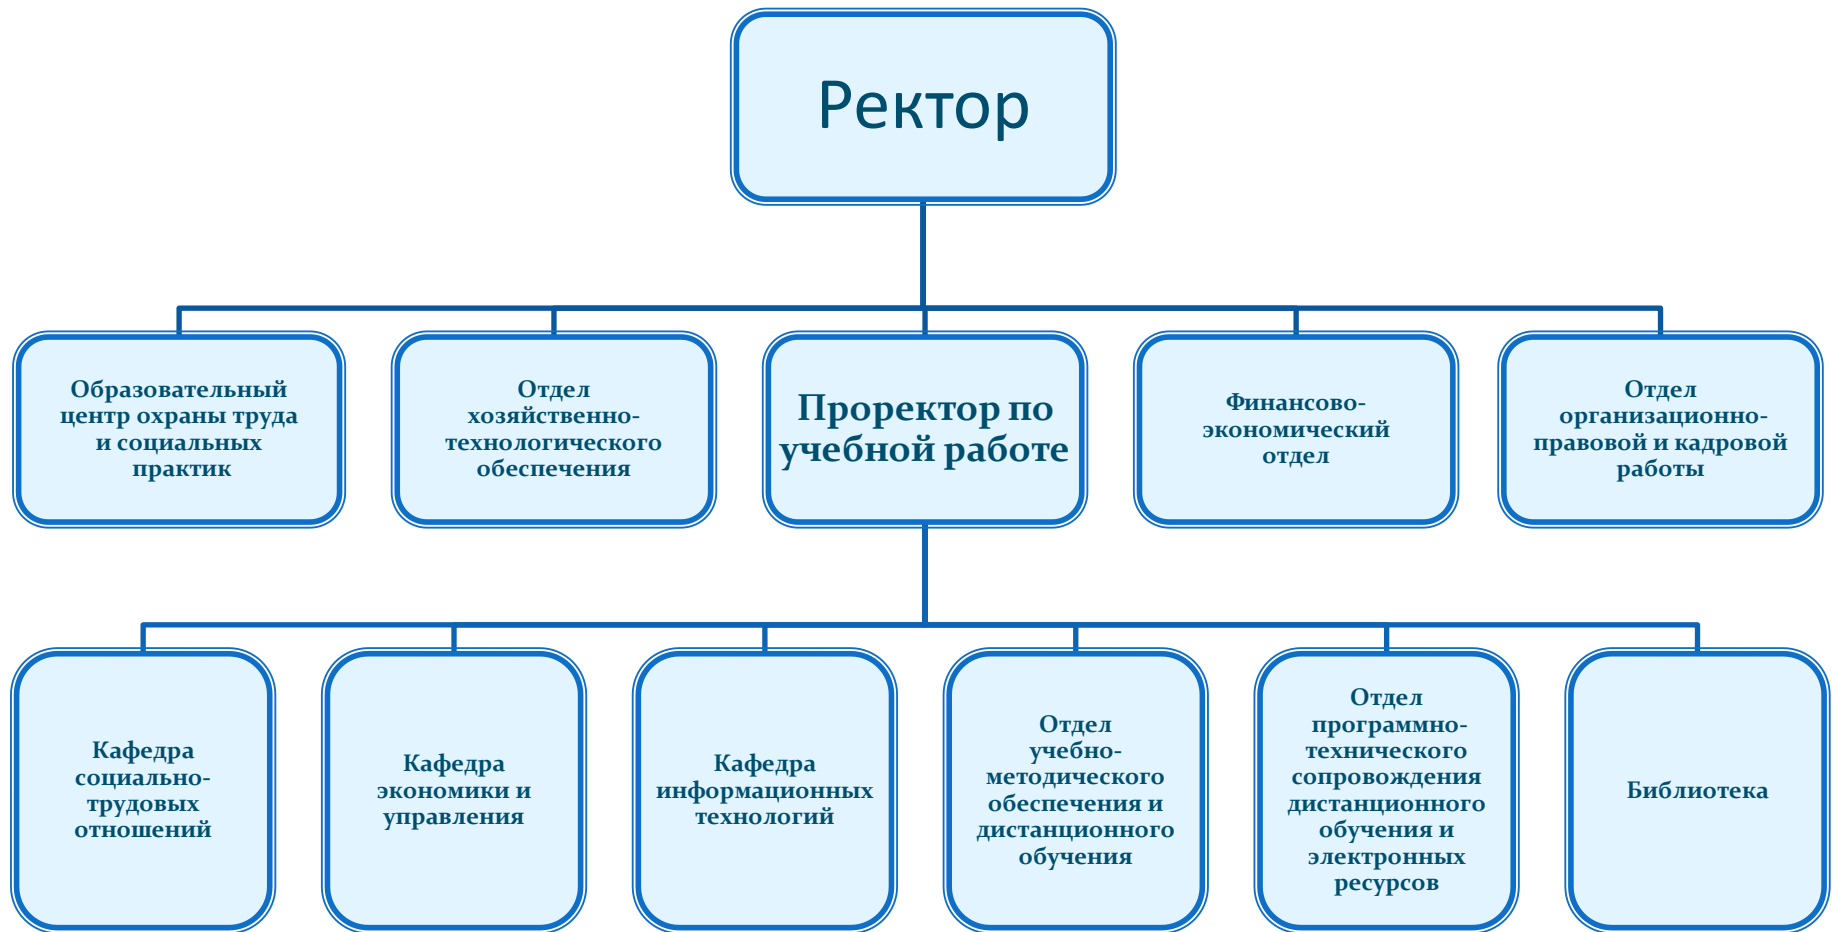 Ректор
Образовательный
центр охраны труда
и социальных
практик
Отдел
хозяйственно-
технологического
обеспечения
Проректор по
учебной работе
Финансово-
экономический
отдел
Отдел
организационно-
правовой и кадровой
работы
Кафедра
социально-
трудовых
отношений
Кафедра
экономики и
управления
Кафедра
информационных
технологий
Отдел
учебно-
методического
обеспечения и
дистанционного
обучения
Отдел
программно-
технического
сопровождения
дистанционного
обучения и
электронных
ресурсов
Библиотека